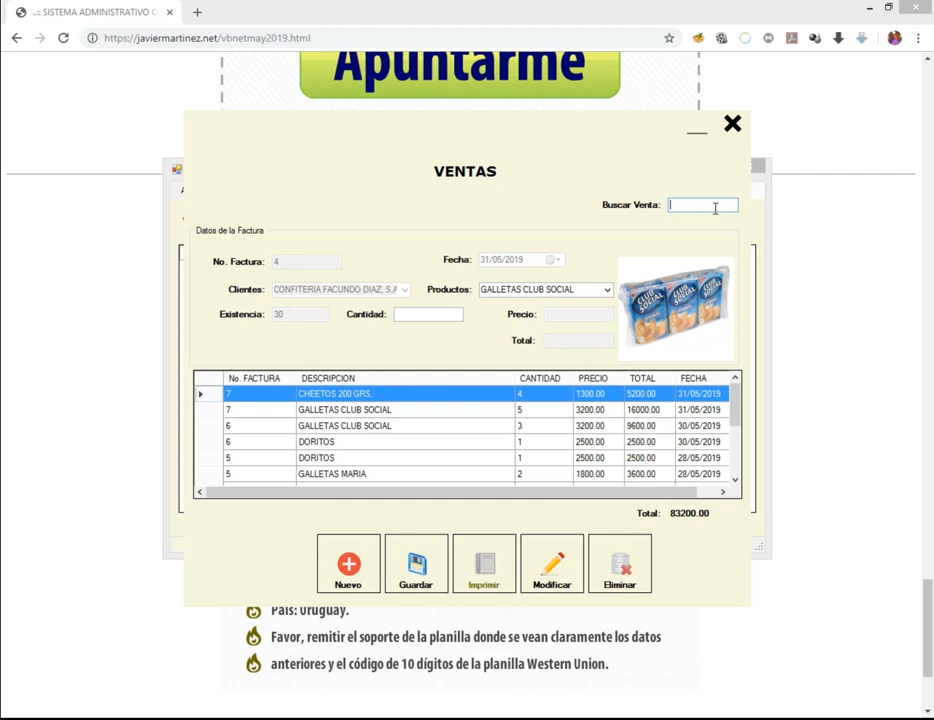 ..:: SISTEMA ADMINISTRATIVO C
https://javiermartinez.net/vbnetmay2019.html
Apuntarme
VENTAS
Buscar Venta:
Datos de la Factura
No. Factura: 4
Fecha: 31/05/2019
Clientes: CONFITERIA FACUNDO DIAZ, S.A
Productos: GALLETAS CLUB SOCIAL
Existencia: 30
Cantidad:
Precio:
Total:
CLUB SOCIAL CLUB SOCIAL CLUB SOCIAL
No. FACTURA DESCRIPCION CANTIDAD PRECIO TOTAL FECHA
7 CHEETOS 200 GRS. 4 1300.00 5200.00 31/05/2019
7 GALLETAS CLUB SOCIAL 5 3200.00 16000.00 31/05/2019
6 GALLETAS CLUB SOCIAL 3 3200.00 9600.00 30/05/2019
6 DORITOS 1 2500.00 2500.00 30/05/2019
5 DORITOS 1 2500.00 2500.00 28/05/2019
5 GALLETAS MARIA 2 1800.00 3600.00 28/05/2019
Total: 83200.00
Nuevo Guardar Imprimir Modificar Eliminar
País: Uruguay.
Favor, remitir el soporte de la planilla donde se vean claramente los datos
anteriores y el código de 10 dígitos de la planilla Western Union.